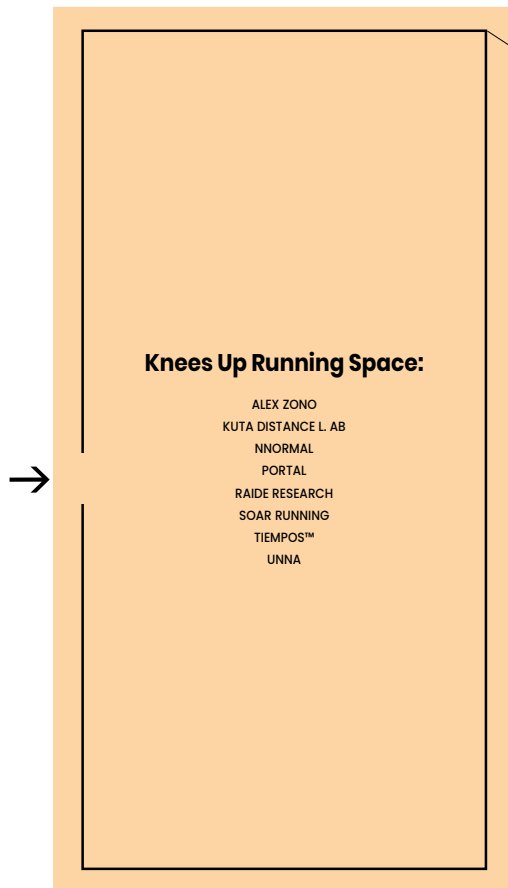 Knees Up Running Space:
ALEX ZONO
KUTA DISTANCE L. AB
NNORMAL
PORTAL
RAIDE RESEARCH
SOAR RUNNING
TIEMPOS™
UNNA